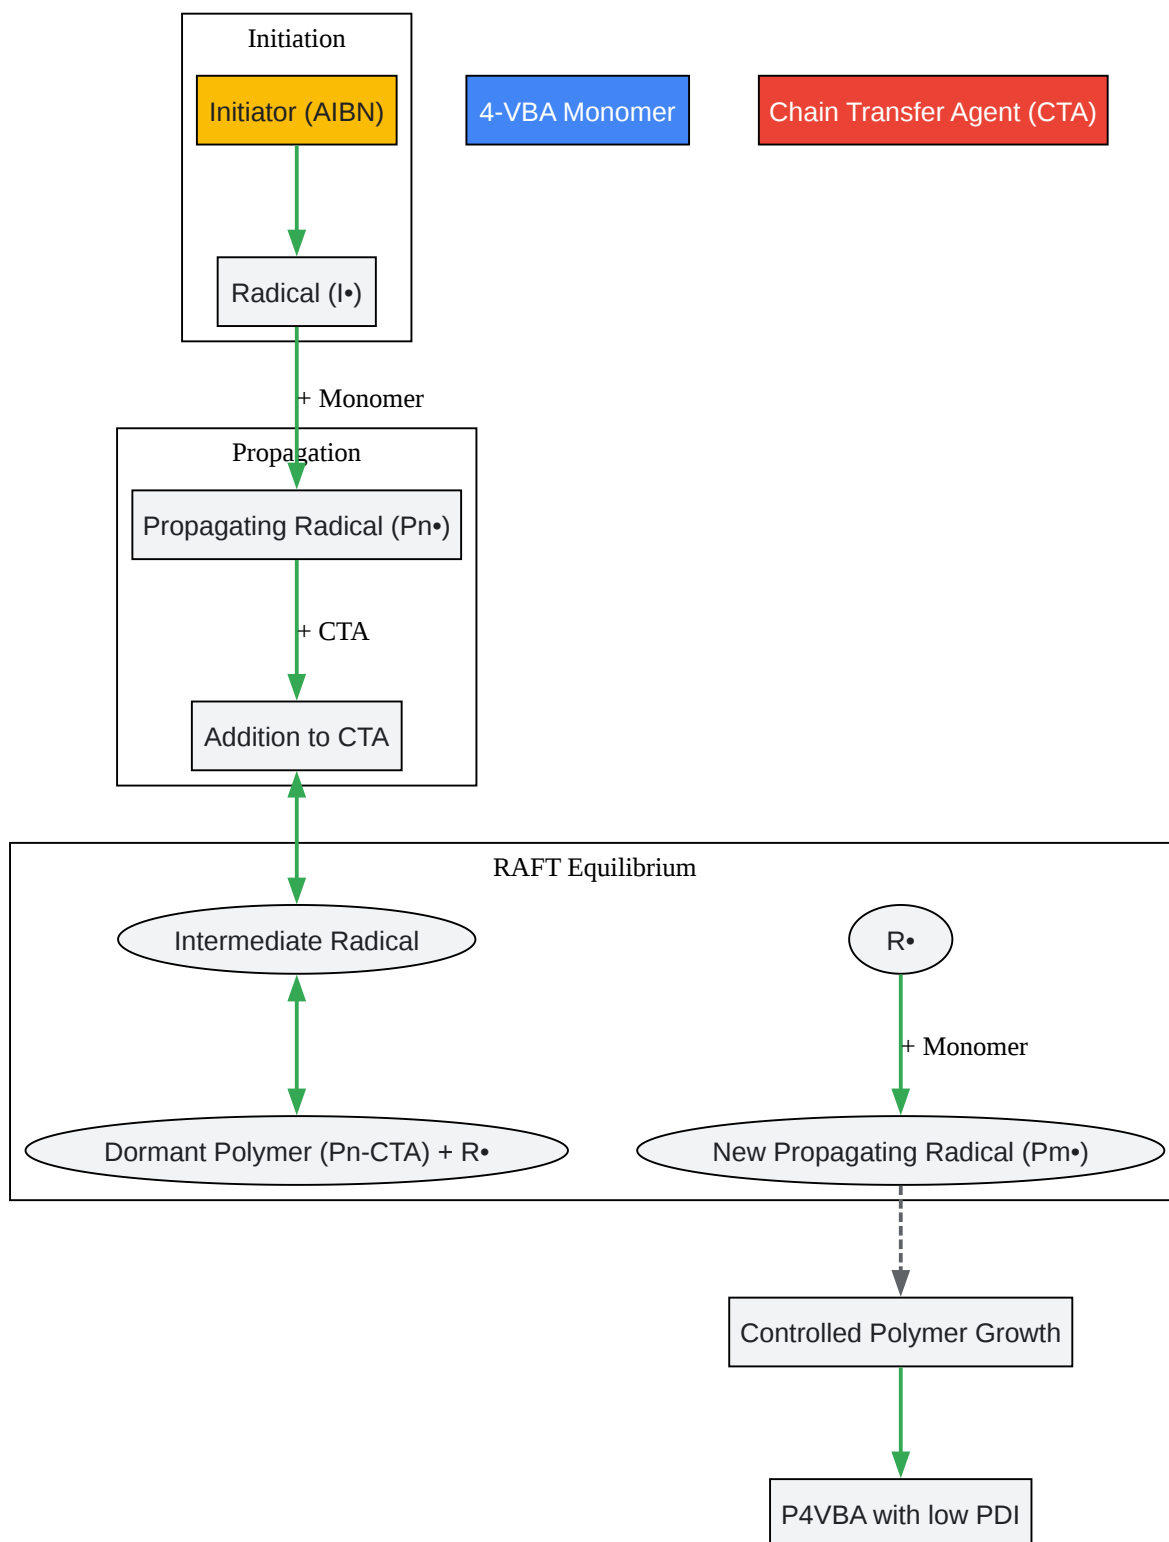 Initiation
Initiator (AIBN)
4-VBA Monomer
Chain Transfer Agent (CTA)
Radical (I•)
+ Monomer
Propagation
Propagating Radical (Pn•)
+ CTA
Addition to CTA
RAFT Equilibrium
Intermediate Radical
R•
+ Monomer
Dormant Polymer (Pn-CTA) + R•
New Propagating Radical (Pm•)
Controlled Polymer Growth
P4VBA with low PDI